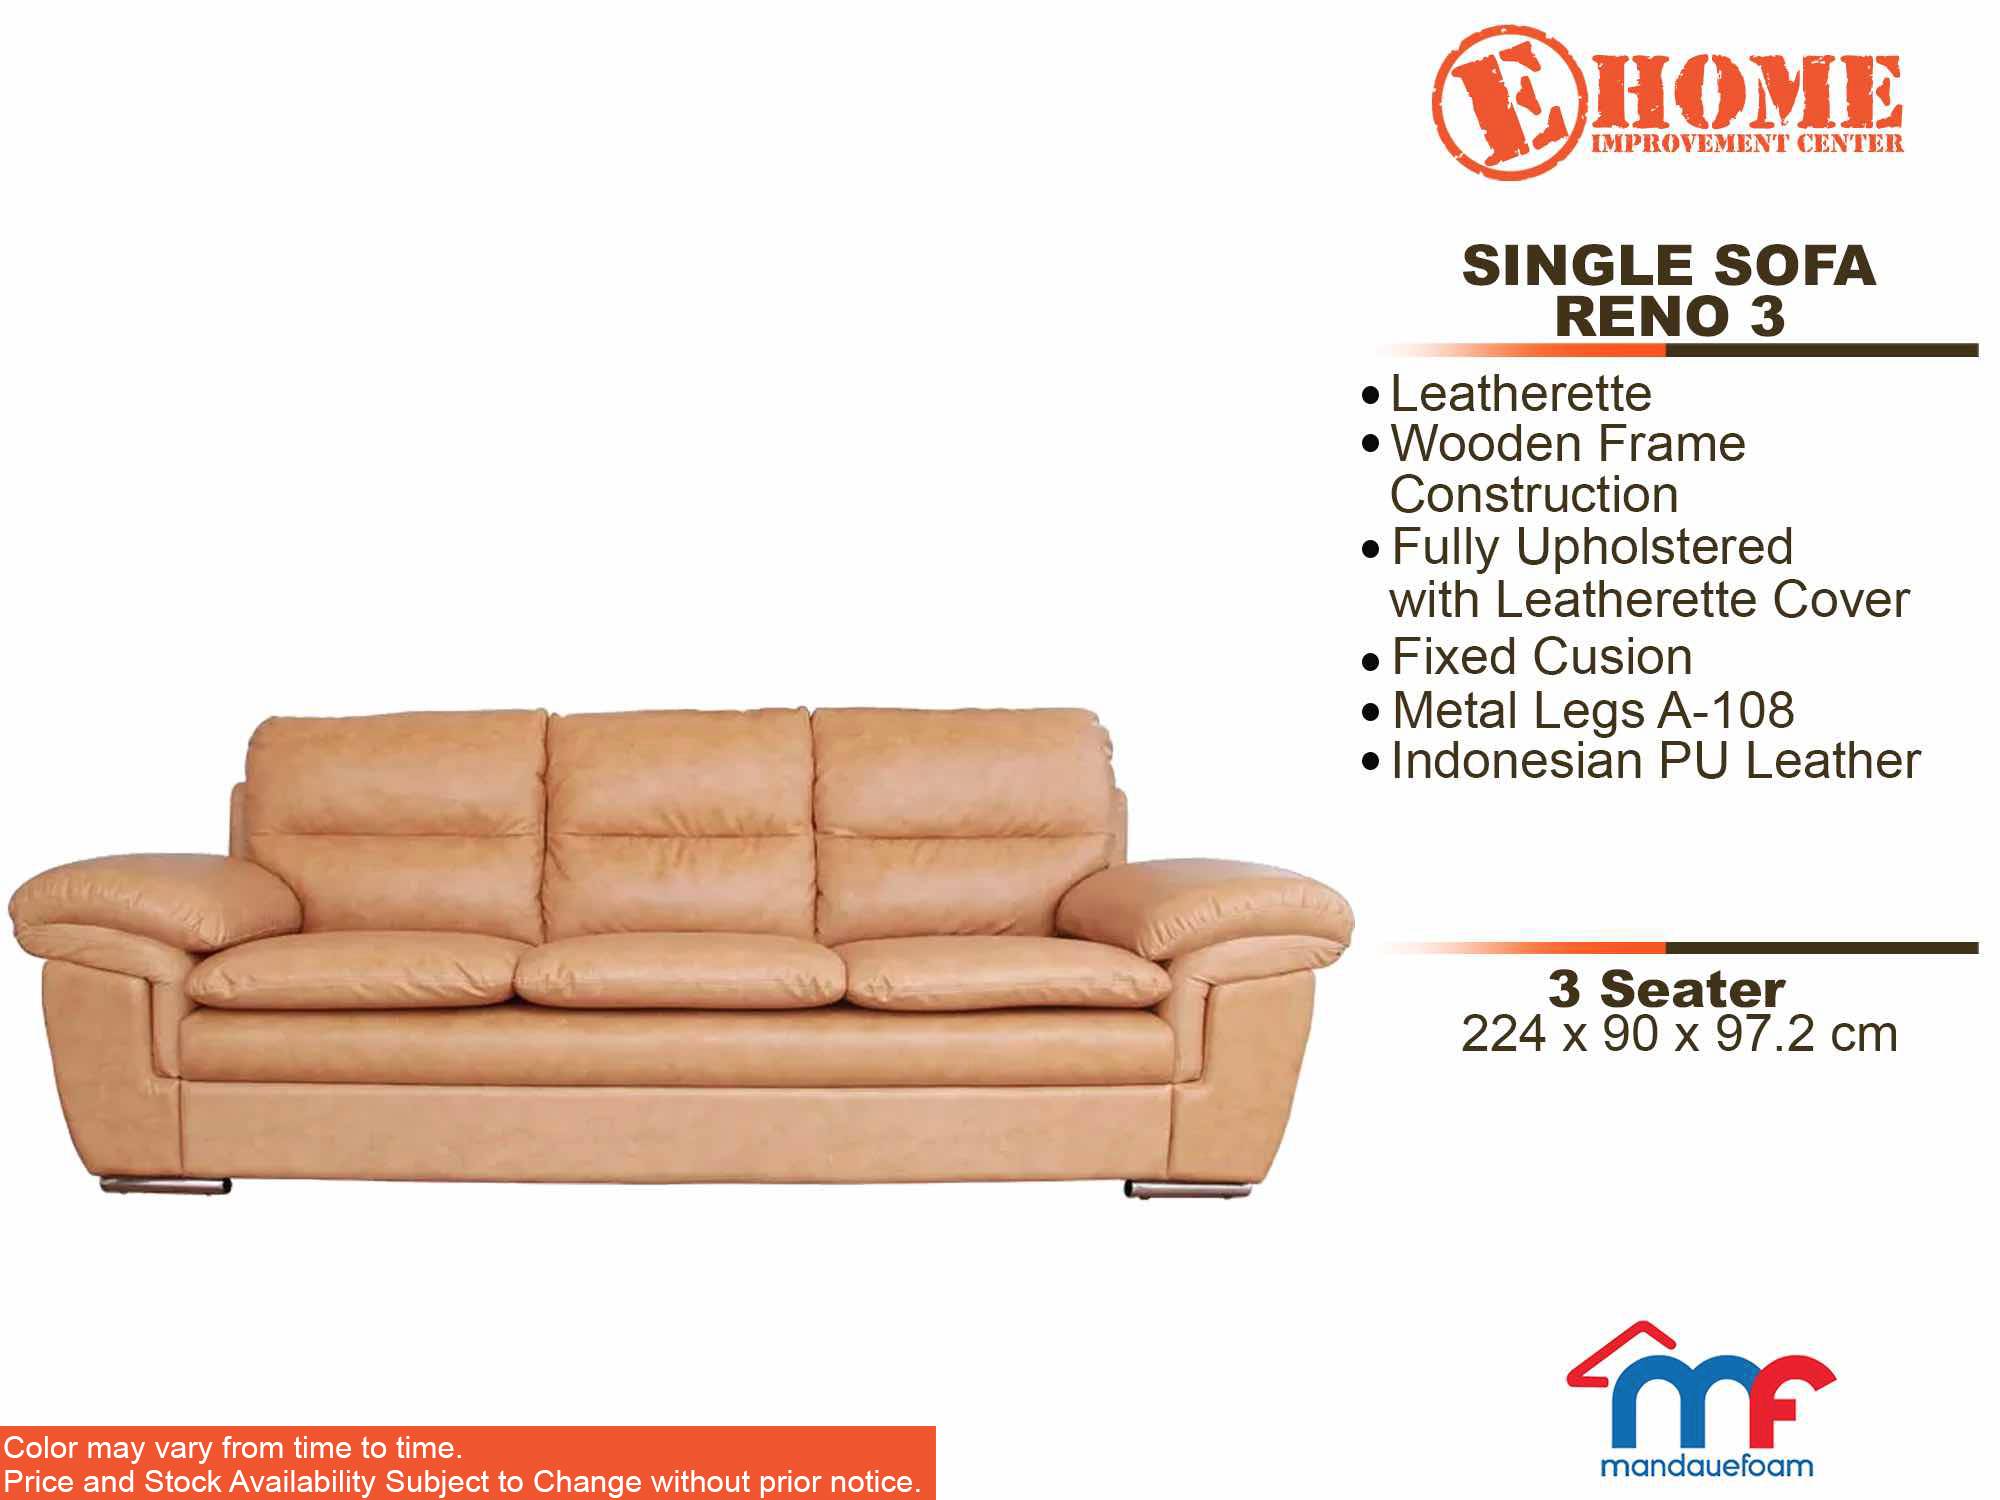 E HOME
IMPROVEMENT CENTER
SINGLE SOFA
RENO 3
• Leatherette
• Wooden Frame
Construction
• Fully Upholstered
with Leatherette Cover
• Fixed Cusion
• Metal Legs A-108
• Indonesian PU Leather
3 Seater
224 x 90 x 97.2 cm
mf
mandauefoam
Color may vary from time to time.
Price and Stock Availability Subject to Change without prior notice.